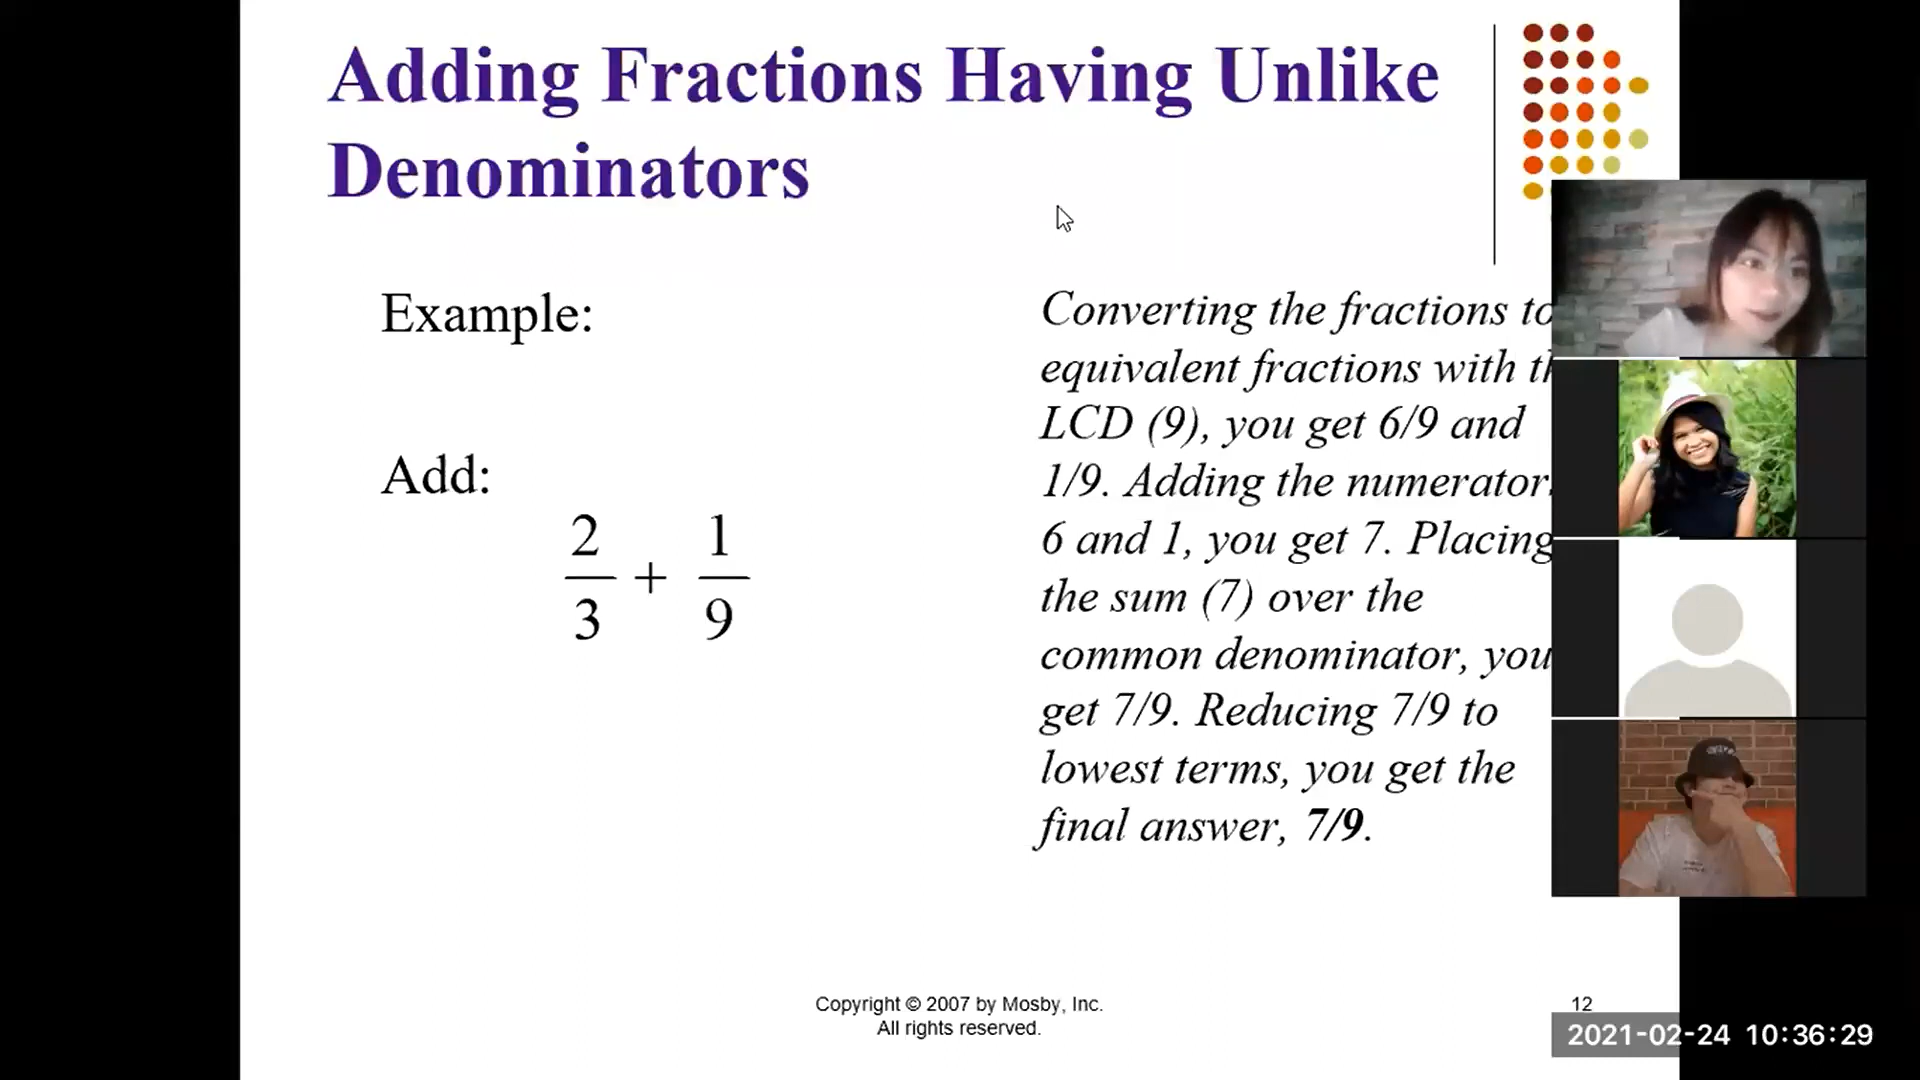 Adding Fractions Having Unlike
Denominators
Example:
Add:
2
3
+
1
9
Converting the fractions to
equivalent fractions with
LCD (9), you get 6/9 and
1/9. Adding the numerator
6 and 1, you get 7. Placing
the sum (7) over the
common denominator, you
get 7/9. Reducing 7/9 to
lowest terms, you get the
final answer, 7/9.
Copyright © 2007 by Mosby, Inc.
All rights reserved.
12
2021-02-24 10:36:29